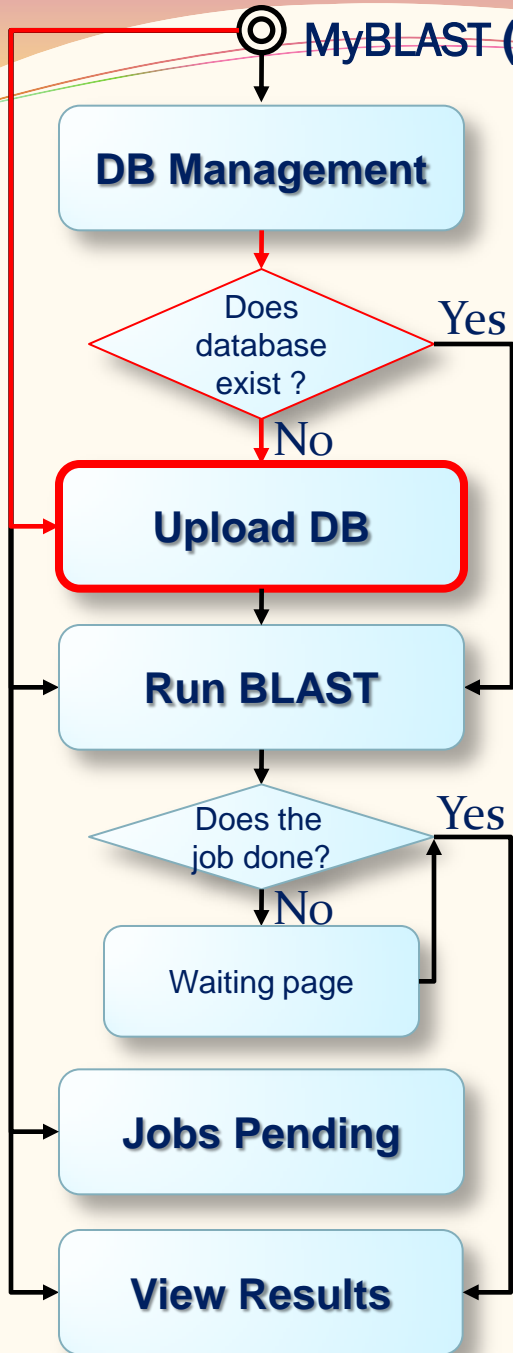 MyBLAST (
DB Management
Does
database
exist ?
Yes
No
Upload DB
Run BLAST
Does the
job done?
Yes
No
Waiting page
Jobs Pending
View Results